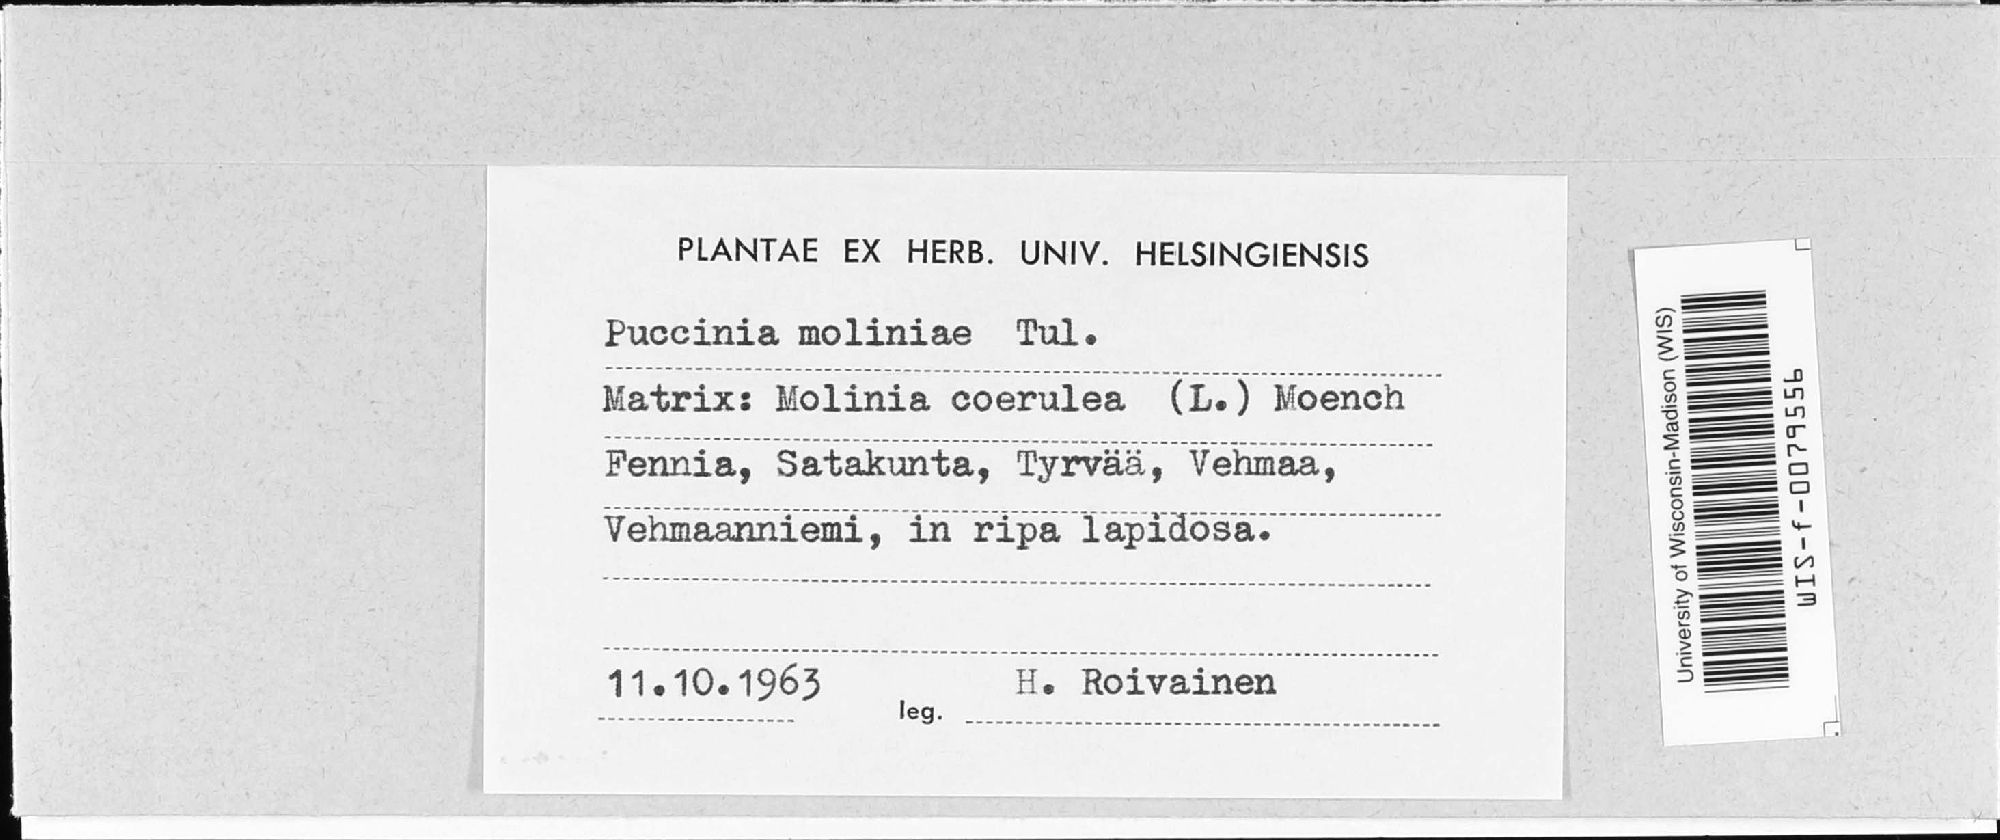 PLANTAE EX HERB. UNIV. HELSINGIENSIS
Puccinia moliniae Tul.
Matrix: Molinia coerulea (L.) Moench
Fennia, Satakunta, Tyrvää, Vehmaa,
Vehmaanniemi, in ripa lapidosa.
11.10.1963 leg. H. Roivainen
University of Wisconsin-Madison (WIS)
WIS-f-0079556